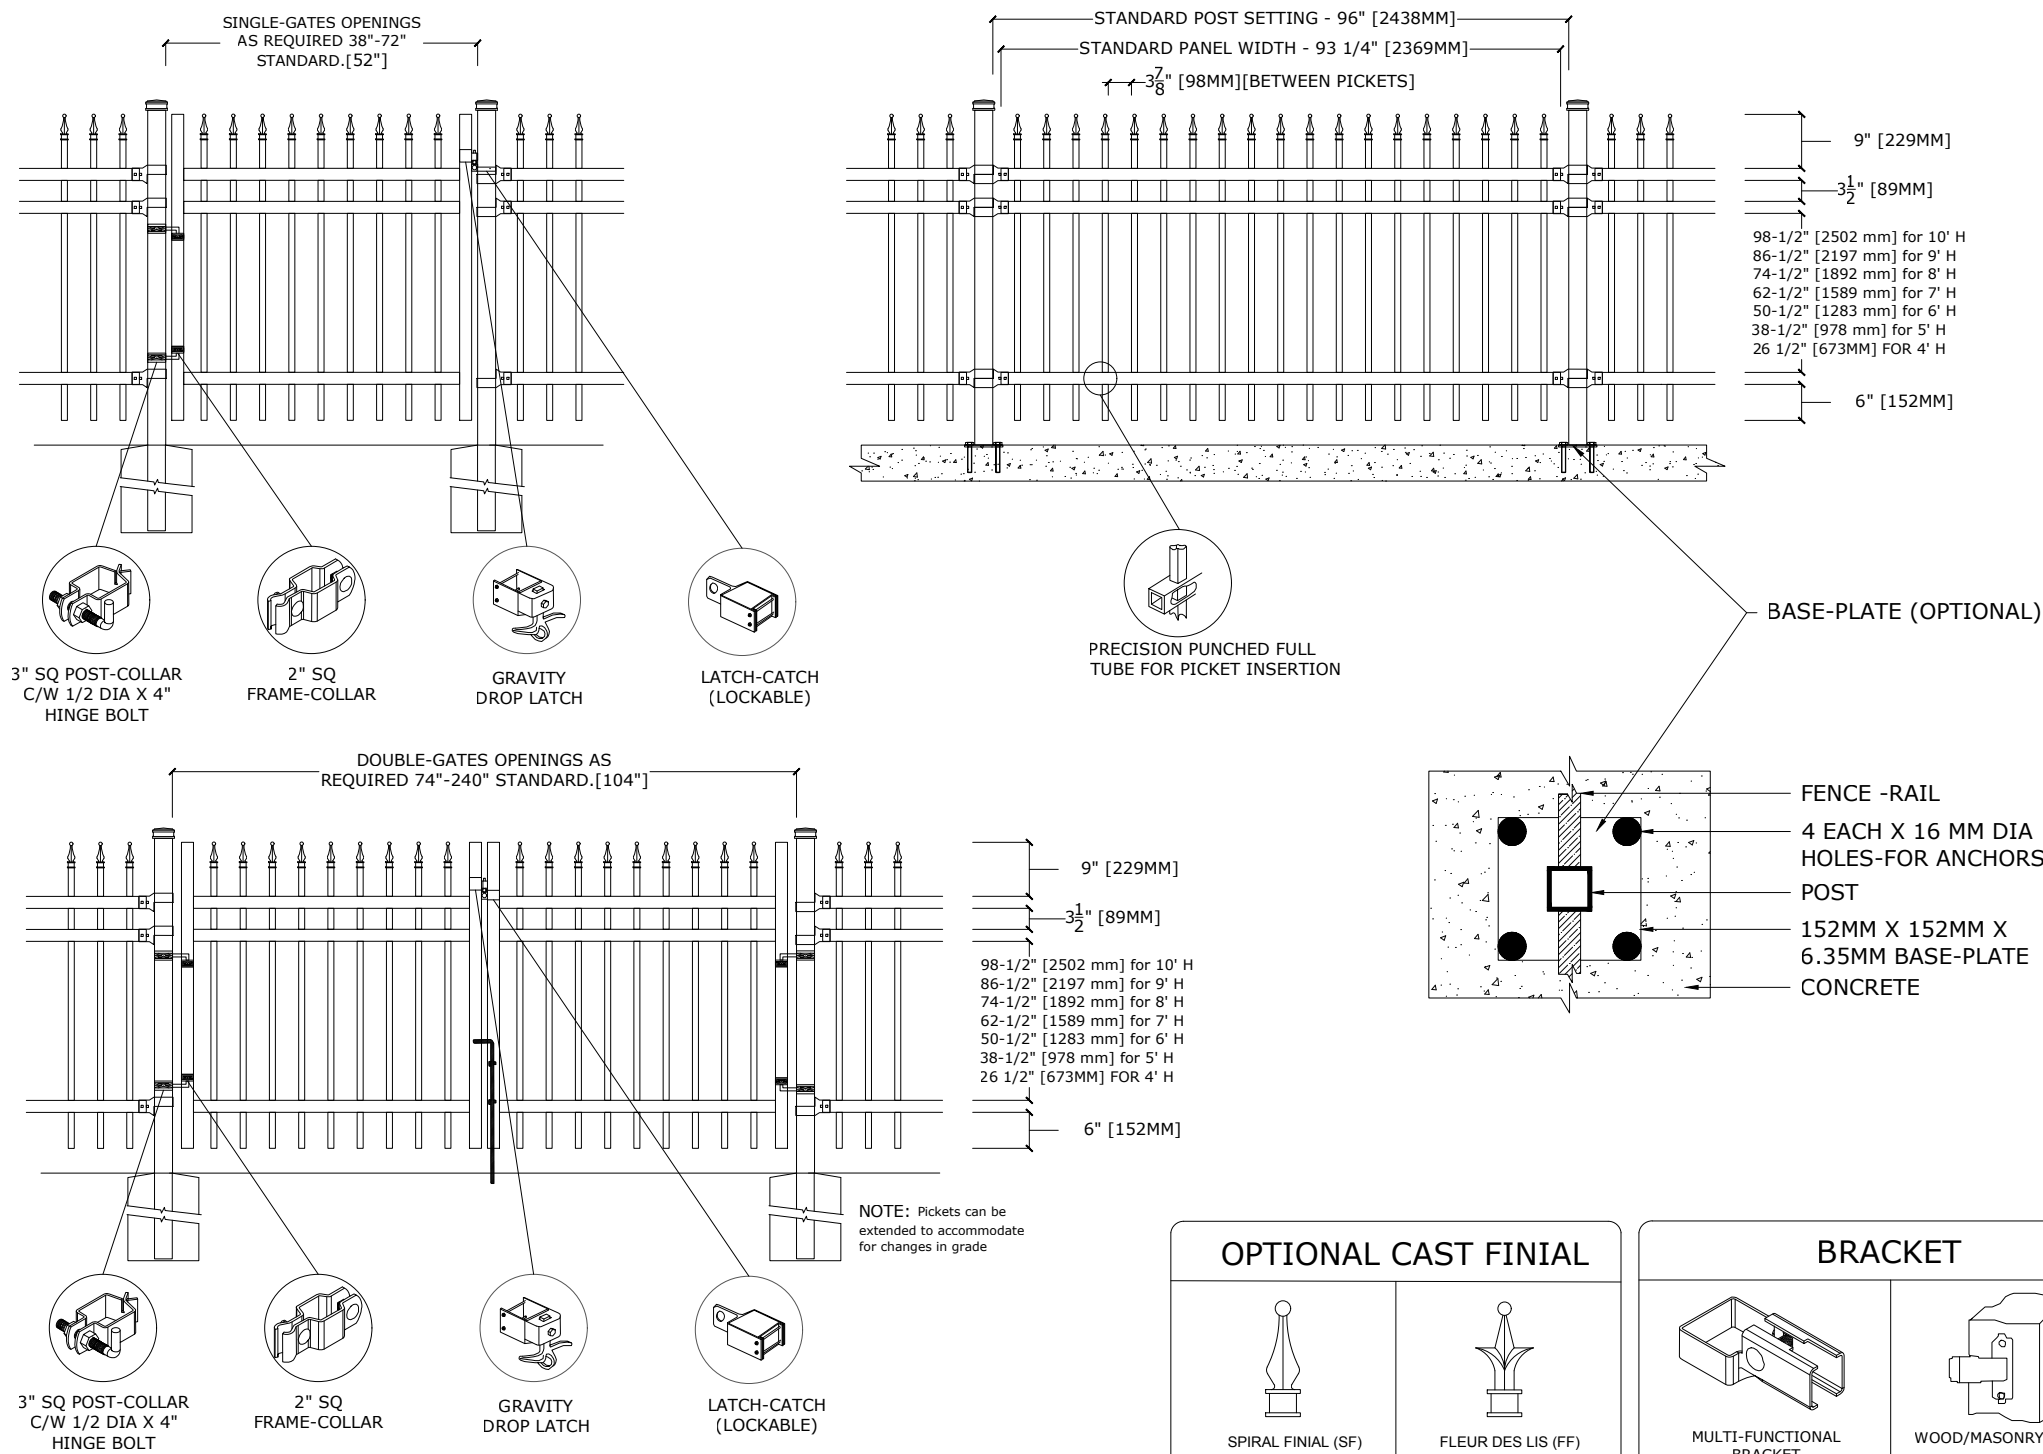 SINGLE-GATES OPENINGS
AS REQUIRED 38"-72"
STANDARD.[52"]
STANDARD POST SETTING - 96" [2438MM]
STANDARD PANEL WIDTH - 93 1/4" [2369MM]
3 7/8" [98MM][BETWEEN PICKETS]
9" [229MM]
3 1/2" [89MM]
98-1/2" [2502 mm] for 10' H
86-1/2" [2197 mm] for 9' H
74-1/2" [1892 mm] for 8' H
62-1/2" [1589 mm] for 7' H
50-1/2" [1283 mm] for 6' H
38-1/2" [978 mm] for 5' H
26 1/2" [673MM] FOR 4' H
6" [152MM]
3" SQ POST-COLLAR
C/W 1/2 DIA X 4"
HINGE BOLT
2" SQ
FRAME-COLLAR
GRAVITY
DROP LATCH
LATCH-CATCH
(LOCKABLE)
PRECISION PUNCHED FULL
TUBE FOR PICKET INSERTION
BASE-PLATE (OPTIONAL)
FENCE -RAIL
4 EACH X 16 MM DIA
HOLES-FOR ANCHORS
POST
152MM X 152MM X
6.35MM BASE-PLATE
CONCRETE
DOUBLE-GATES OPENINGS AS
REQUIRED 74"-240" STANDARD.[104"]
9" [229MM]
3 1/2" [89MM]
98-1/2" [2502 mm] for 10' H
86-1/2" [2197 mm] for 9' H
74-1/2" [1892 mm] for 8' H
62-1/2" [1589 mm] for 7' H
50-1/2" [1283 mm] for 6' H
38-1/2" [978 mm] for 5' H
26 1/2" [673MM] FOR 4' H
6" [152MM]
NOTE: Pickets can be
extended to accommodate
for changes in grade
3" SQ POST-COLLAR
C/W 1/2 DIA X 4"
HINGE BOLT
2" SQ
FRAME-COLLAR
GRAVITY
DROP LATCH
LATCH-CATCH
(LOCKABLE)
OPTIONAL CAST FINIAL
SPIRAL FINIAL (SF)
FLEUR DES LIS (FF)
BRACKET
MULTI-FUNCTIONAL
BRACKET
WOOD/MASONRY